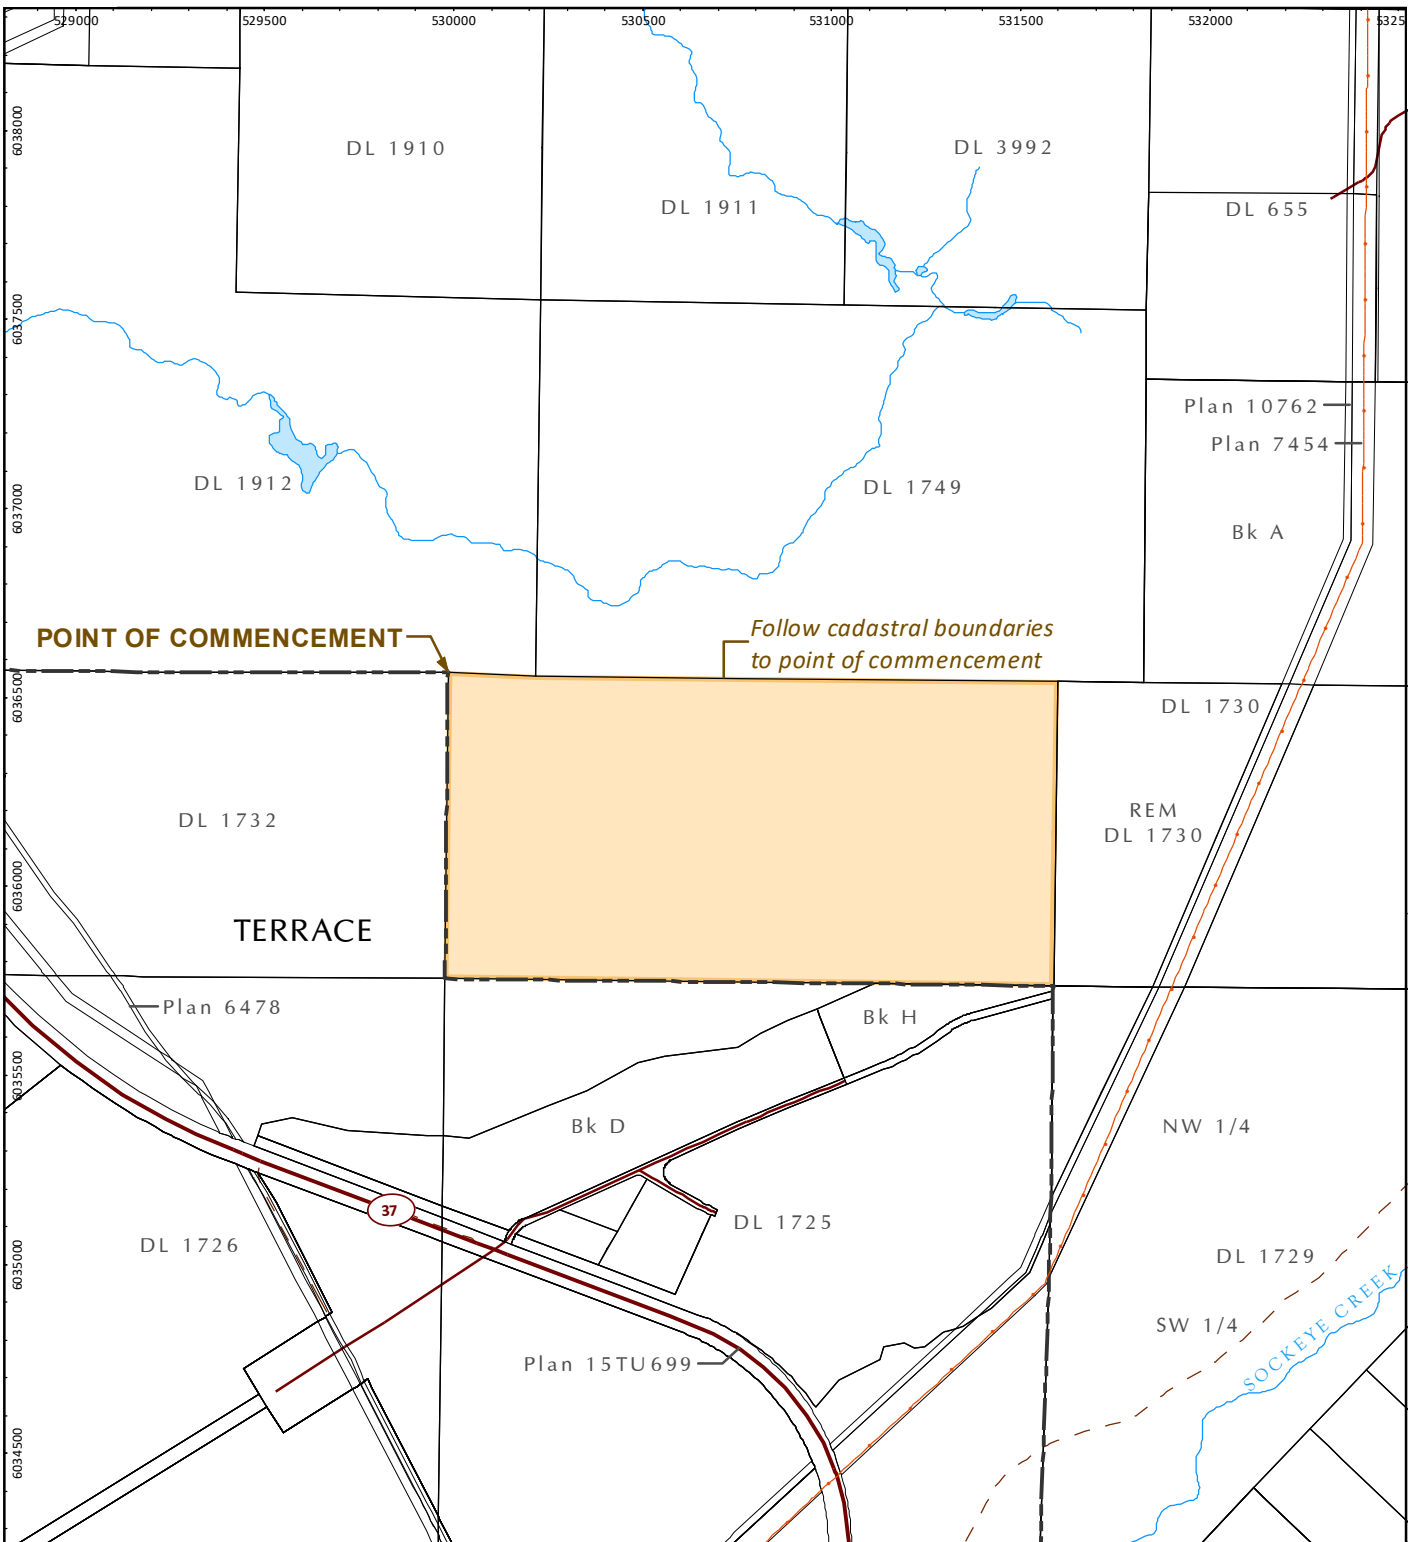 529000
529500
530000
530500
531000
531500
532000
5325
6038000
DL 1910
DL 3992
DL 1911
DL 655
6037500
Plan 10762
Plan 7454
DL 1912
DL 1749
6037000
Bk A
POINT OF COMMENCEMENT
Follow cadastral boundaries
to point of commencement
6036500
DL 1730
DL 1732
REM
DL 1730
6036000
TERRACE
Plan 6478
Bk H
6035500
Bk D
NW 1/4
37
DL 1725
DL 1726
DL 1729
6035000
SW 1/4
SOCKEYE CREEK
Plan 15TU699
6034500